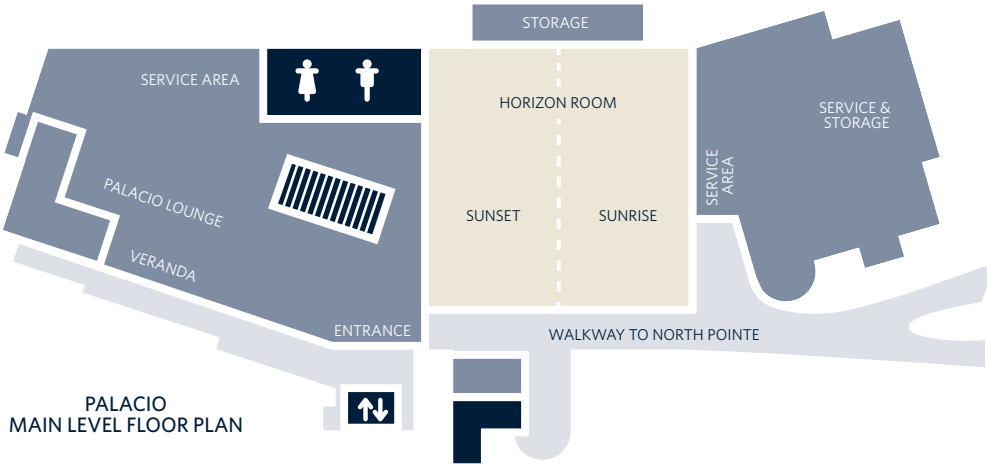 STORAGE
SERVICE AREA
HORIZON ROOM
SERVICE &
STORAGE
SERVICE
AREA
PALACIO LOUNGE
SUNSET
SUNRISE
VERANDA
ENTRANCE
WALKWAY TO NORTH POINTE
PALACIO
MAIN LEVEL FLOOR PLAN